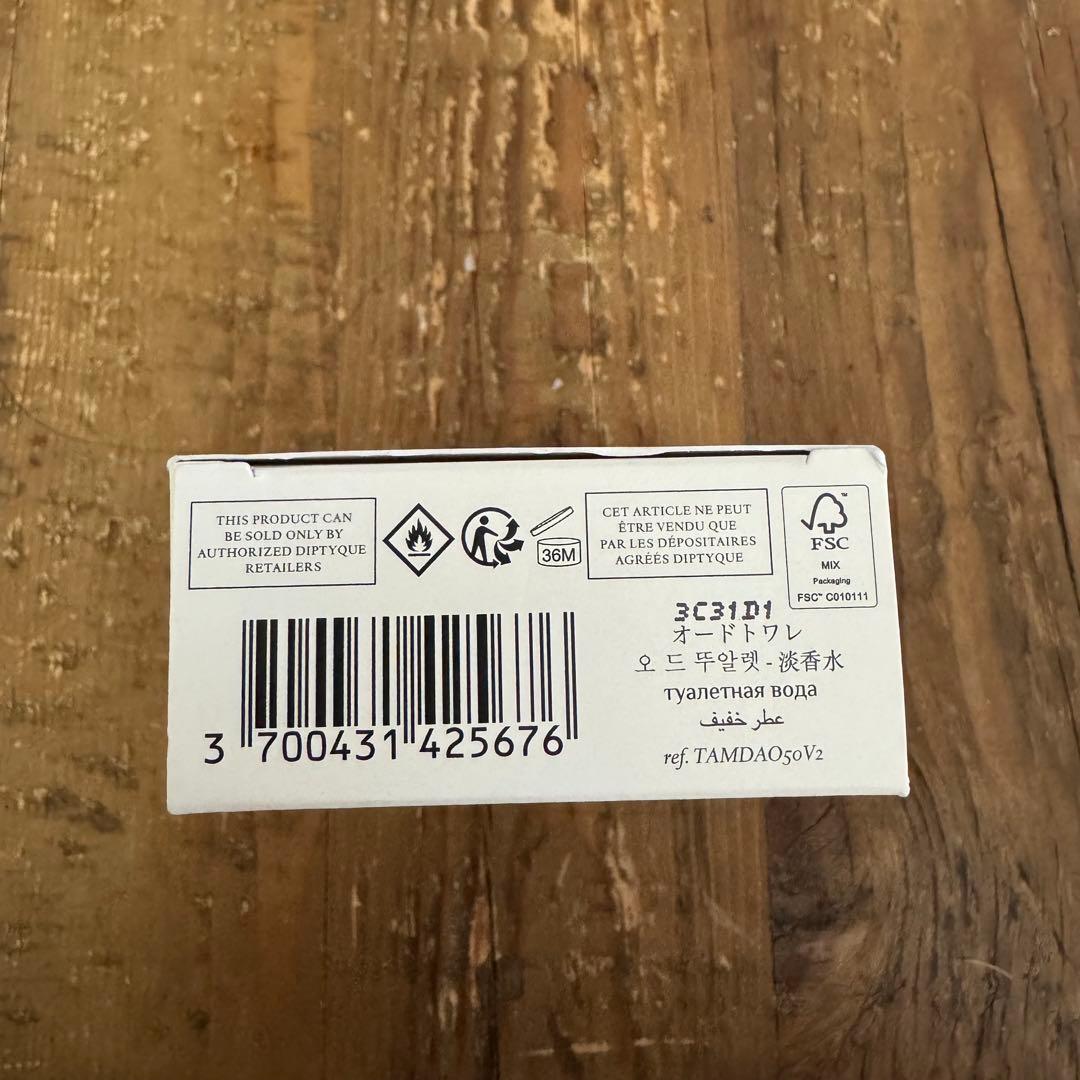 THIS PRODUCT CAN
BE SOLD ONLY BY
AUTHORIZED DIPTYQUE
RETAILERS
36M
CET ARTICLE NE PEUT
ÊTRE VENDU QUE
PAR LES DÉPOSITAIRES
AGRÉÉS DIPTYQUE
FSC™
MIX
Packaging
FSC™ C010111
3C31D1
オードトワレ
오 드 뚜알렛 - 淡香水
туалетная вода
عطر خفيف
ref. TAMDAO50V2
3 700431 425676